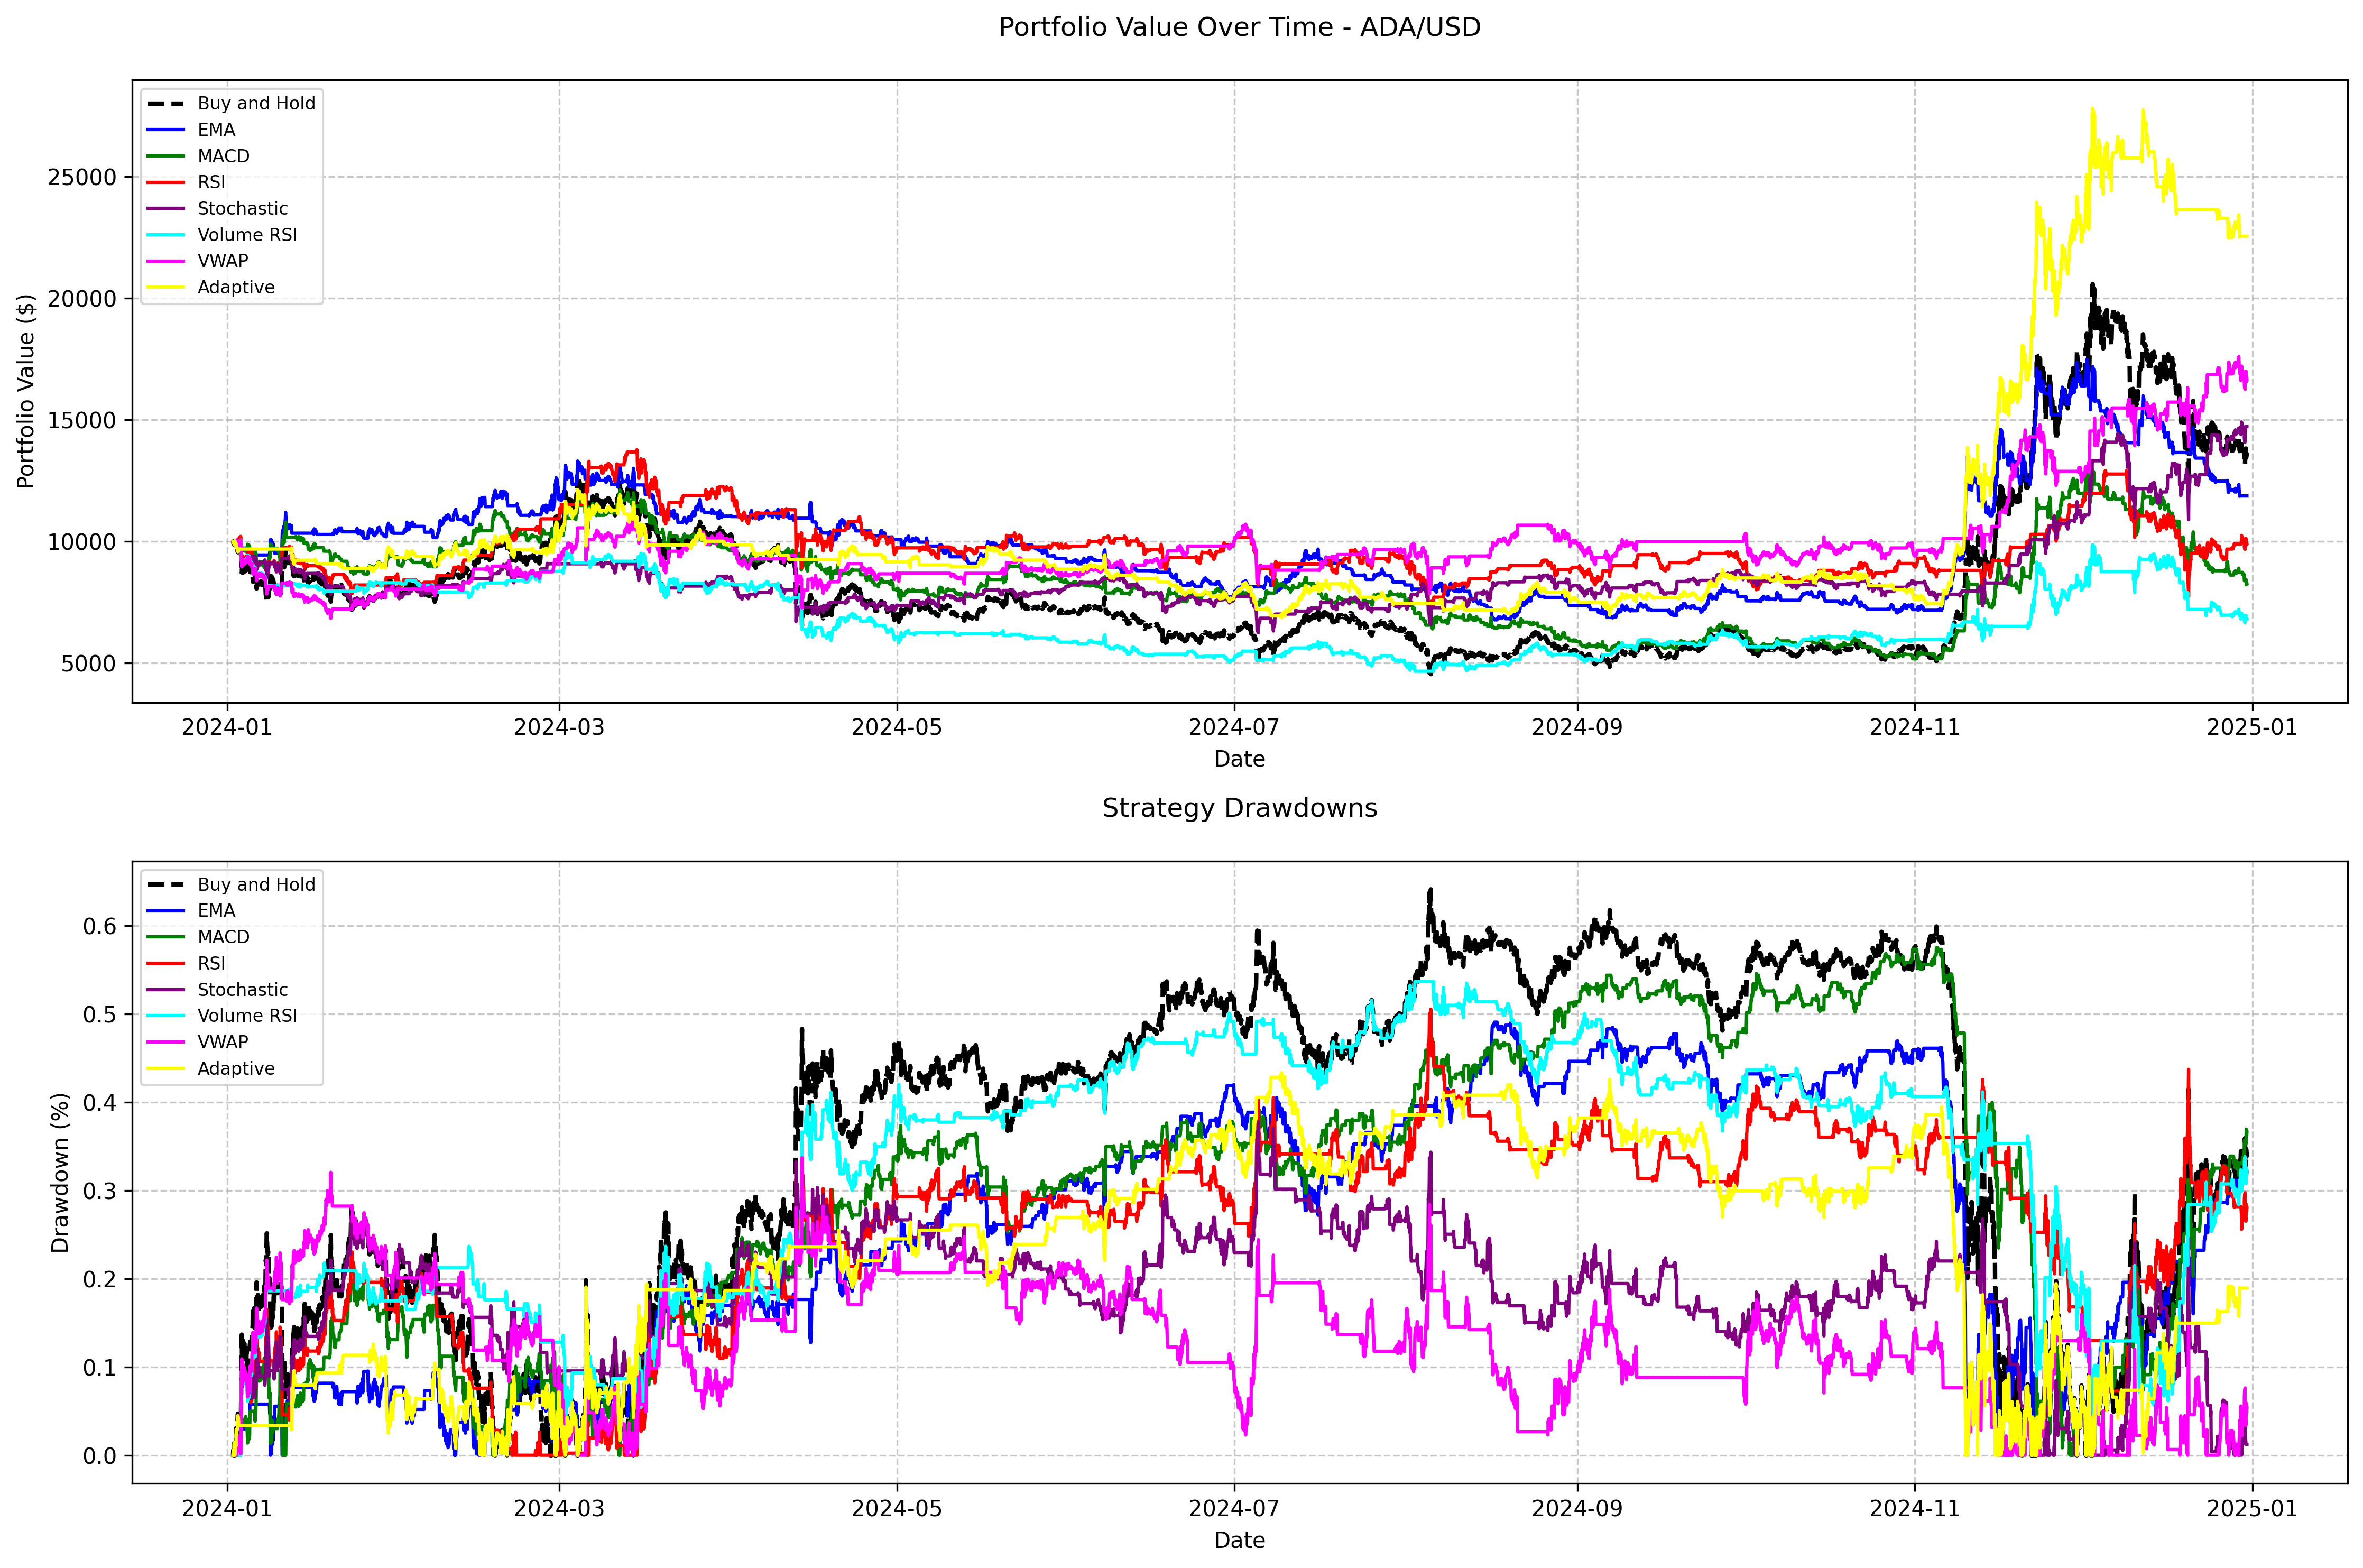 Portfolio Value Over Time - ADA/USD
Buy and Hold
EMA
MACD
RSI
Stochastic
Volume RSI
VWAP
Adaptive
Portfolio Value ($)
25000
20000
15000
10000
5000
2024-01
2024-03
2024-05
2024-07
2024-09
2024-11
2025-01
Date
Strategy Drawdowns
Buy and Hold
EMA
MACD
RSI
Stochastic
Volume RSI
VWAP
Adaptive
Drawdown (%)
0.6
0.5
0.4
0.3
0.2
0.1
0.0
2024-01
2024-03
2024-05
2024-07
2024-09
2024-11
2025-01
Date